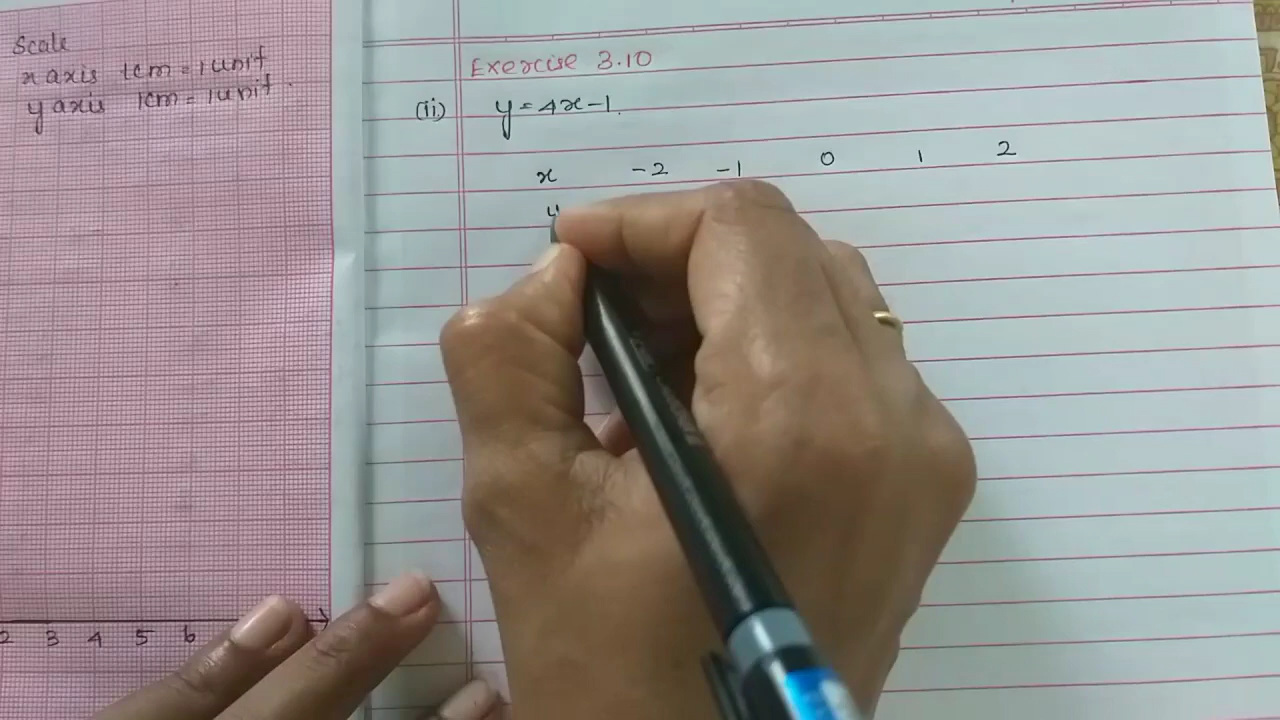 Scale
x axis 1cm = 1 unit
y axis 1cm = 1 unit.
Exercise 3.10
(ii) y = 4x - 1.
x -2 -1 0 1 2
y
2 3 4 5 6